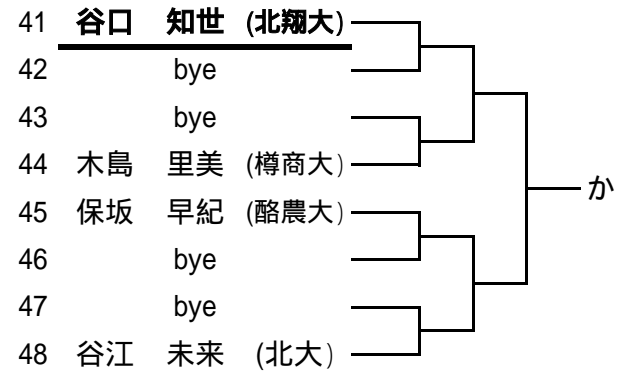 41 谷口 知世 (北翔大)
42 bye
43 bye
44 木島 里美 (樽商大)
45 保坂 早紀 (酪農大)
46 bye
47 bye
48 谷江 未来 (北大)
か